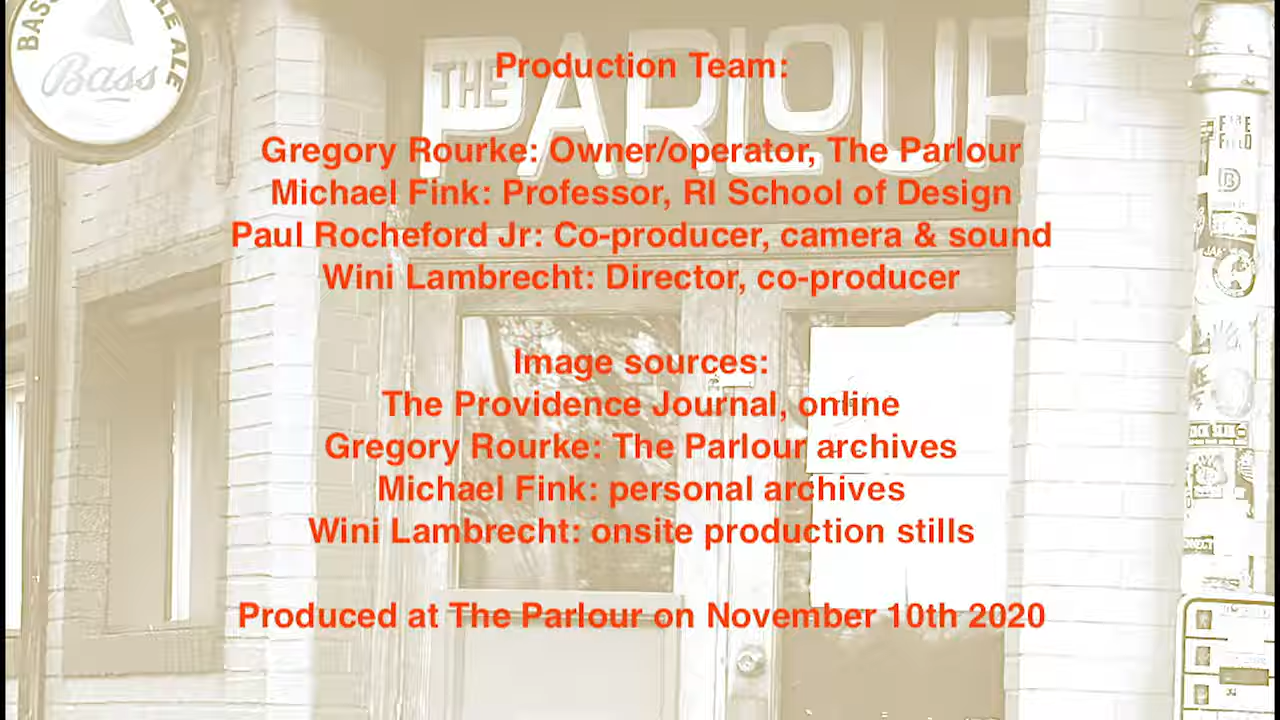 BASS
ALE
Bass
THE
PARLOUR
Production Team:
Gregory Rourke: Owner/operator, The Parlour
Michael Fink: Professor, RI School of Design
Paul Rocheford Jr: Co-producer, camera & sound
Wini Lambrecht: Director, co-producer
Image sources:
The Providence Journal, online
Gregory Rourke: The Parlour archives
Michael Fink: personal archives
Wini Lambrecht: onsite production stills
Produced at The Parlour on November 10th 2020